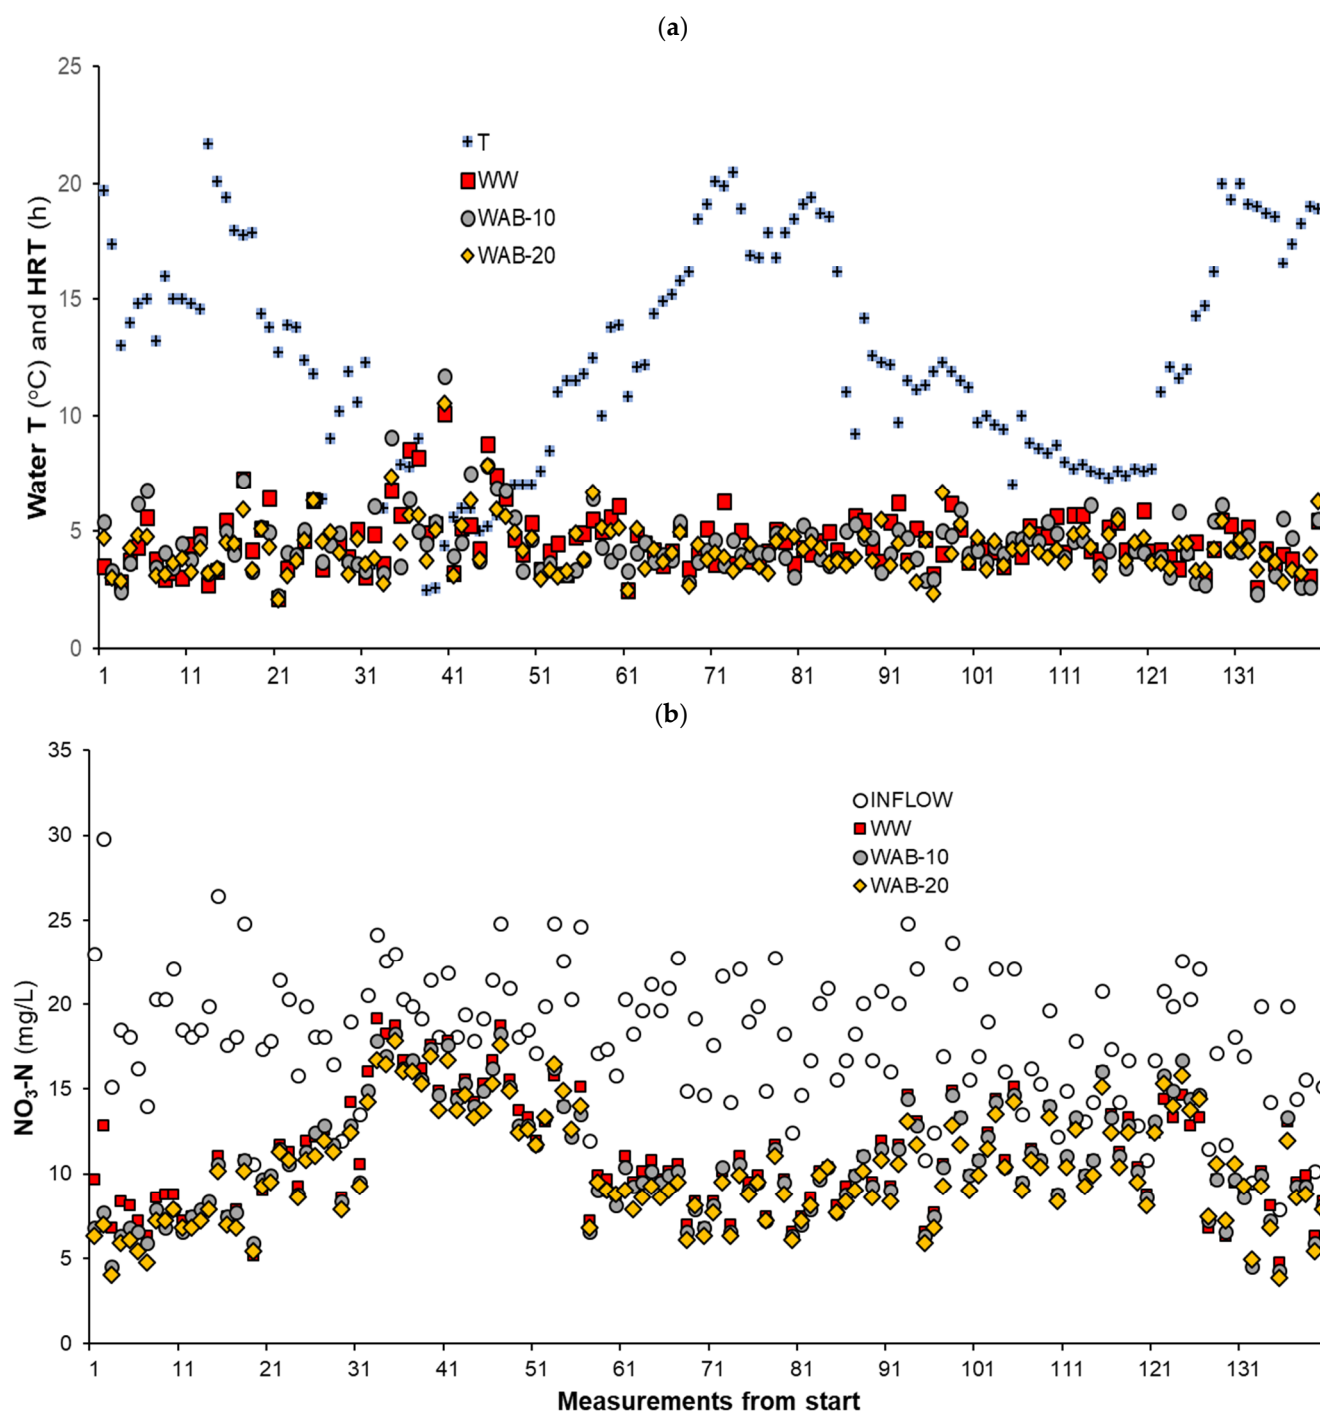 (a)
25
20
15
10
5
0
Water T (°C) and HRT (h)
T
WW
WAB-10
WAB-20
1 11 21 31 41 51 61 71 81 91 101 111 121 131
(b)
35
30
25
20
15
10
5
0
NO3-N (mg/L)
INFLOW
WW
WAB-10
WAB-20
1 11 21 31 41 51 61 71 81 91 101 111 121 131
Measurements from start